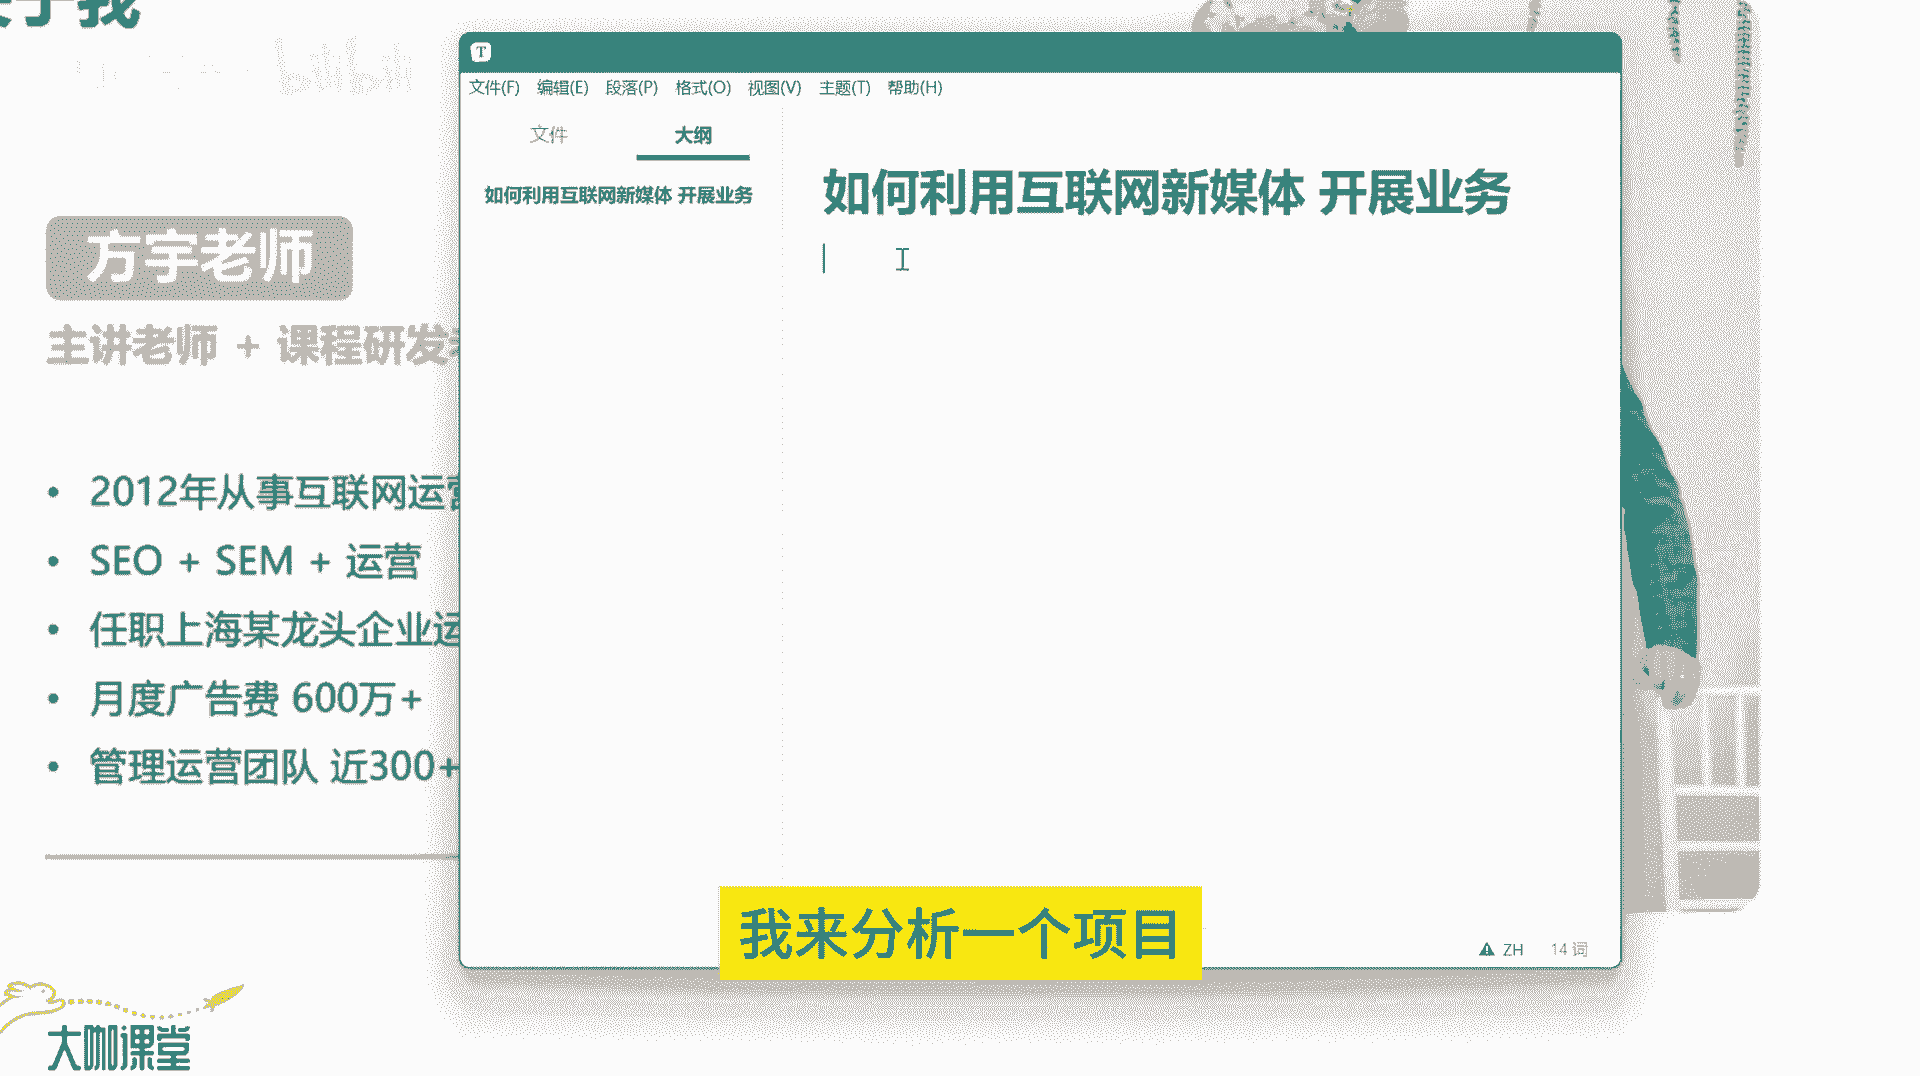 关于我
bilibili
方宇老师
主讲老师 + 课程研发
2012年从事互联网运营
SEO + SEM + 运营
任职上海某龙头企业运
月度广告费 600万+
管理运营团队 近300+
大咖课堂
T
文件(F) 编辑(E) 段落(P) 格式(O) 视图(V) 主题(T) 帮助(H)
文件 大纲
如何利用互联网新媒体 开展业务
如何利用互联网新媒体 开展业务
我来分析一个项目
ZH 14 词